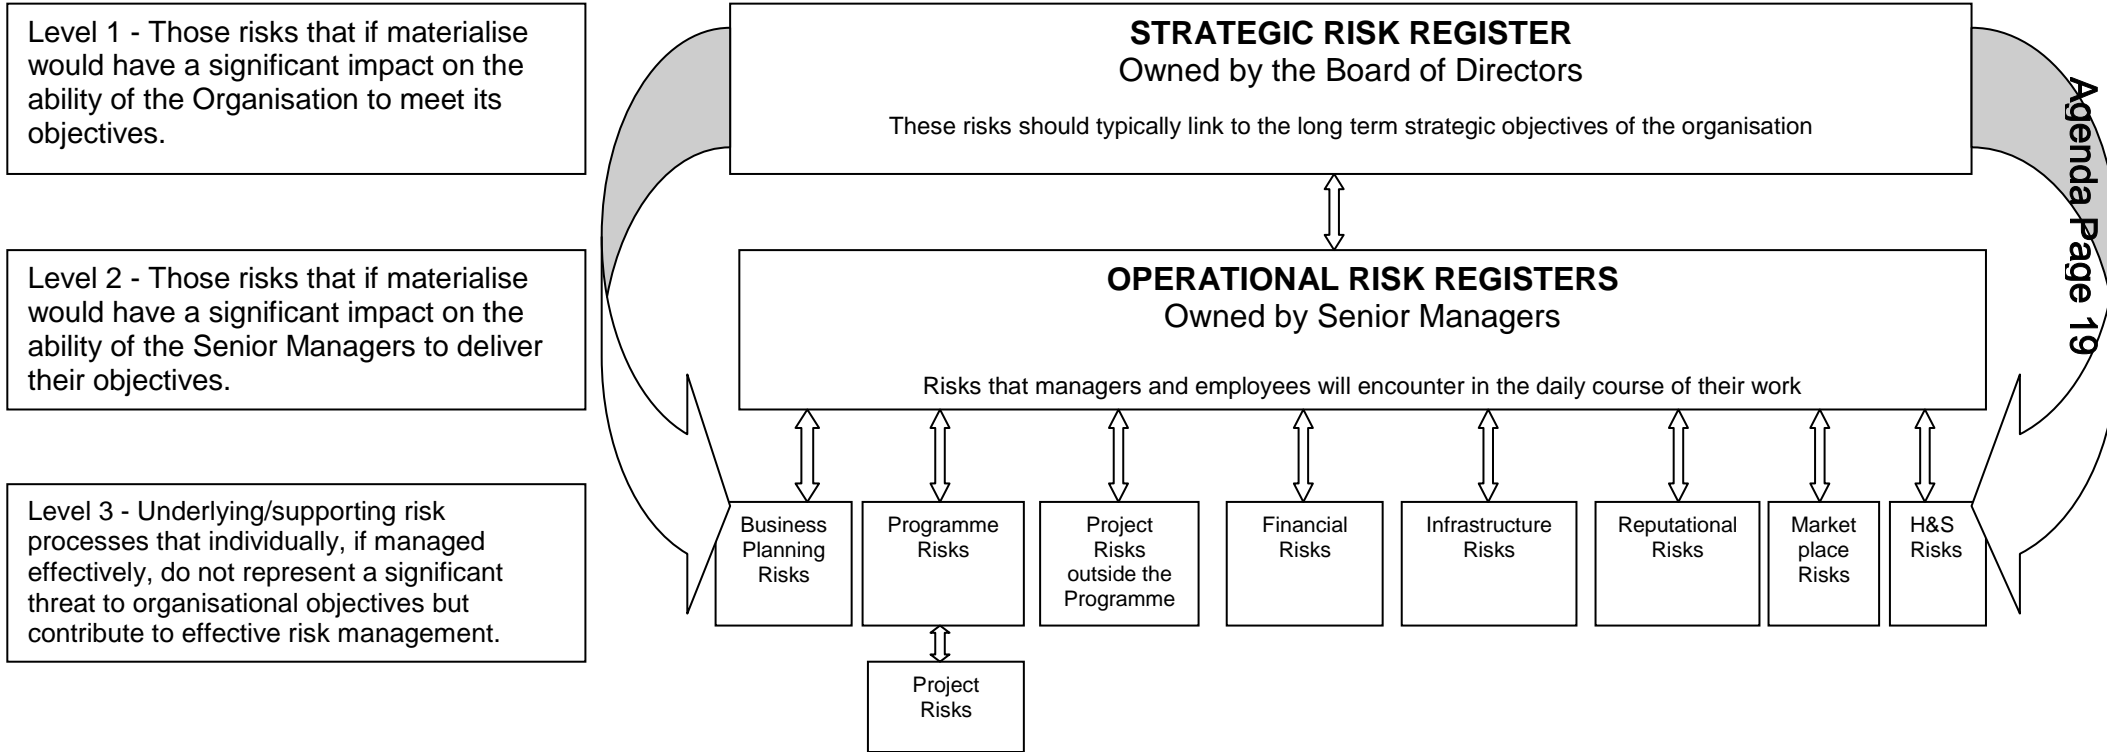 Level 1 - Those risks that if materialise
would have a significant impact on the
ability of the Organisation to meet its
objectives.
STRATEGIC RISK REGISTER
Owned by the Board of Directors
These risks should typically link to the long term strategic objectives of the organisation
Agenda Page 19
Level 2 - Those risks that if materialise
would have a significant impact on the
ability of the Senior Managers to deliver
their objectives.
OPERATIONAL RISK REGISTERS
Owned by Senior Managers
Risks that managers and employees will encounter in the daily course of their work
Level 3 - Underlying/supporting risk
processes that individually, if managed
effectively, do not represent a significant
threat to organisational objectives but
contribute to effective risk management.
Business
Planning
Risks
Programme
Risks
Project
Risks
outside the
Programme
Financial
Risks
Infrastructure
Risks
Reputational
Risks
Market
place
Risks
H&S
Risks
Project
Risks